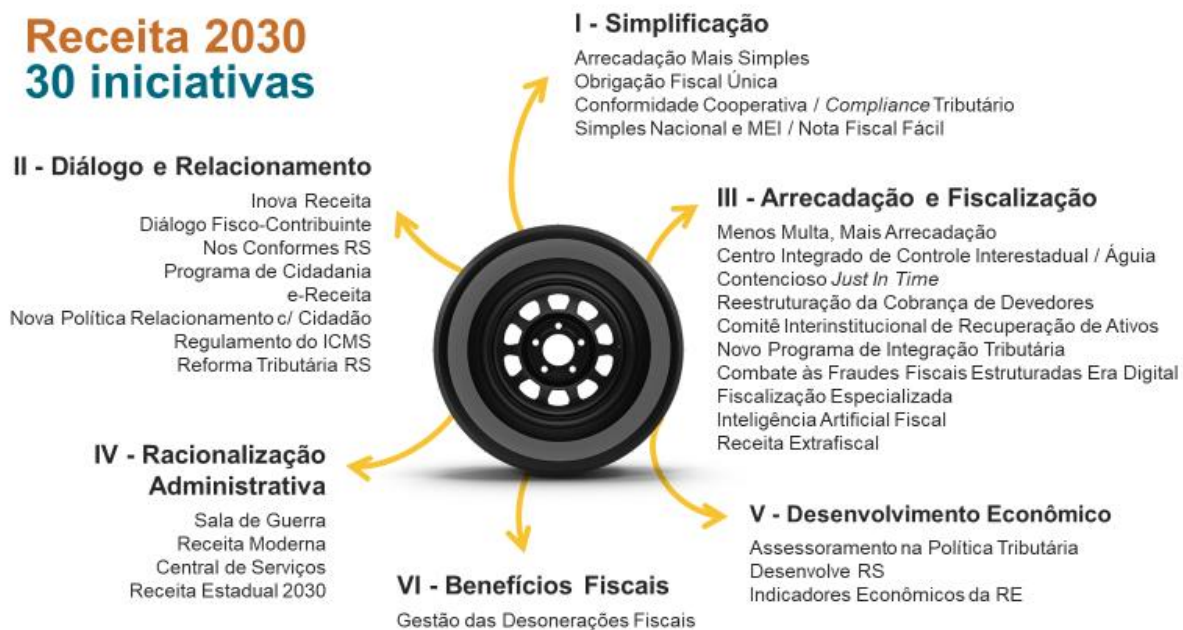 Receita 2030
30 iniciativas
I - Simplificação
Arrecadação Mais Simples
Obrigação Fiscal Única
Conformidade Cooperativa / Compliance Tributário
Simples Nacional e MEI / Nota Fiscal Fácil
II - Diálogo e Relacionamento
Inova Receita
Diálogo Fisco-Contribuinte
Nos Conformes RS
Programa de Cidadania
e-Receita
Nova Política Relacionamento c/ Cidadão
Regulamento do ICMS
Reforma Tributária RS
III - Arrecadação e Fiscalização
Menos Multa, Mais Arrecadação
Centro Integrado de Controle Interestadual / Águia
Contencioso Just In Time
Reestruturação da Cobrança de Devedores
Comitê Interinstitucional de Recuperação de Ativos
Novo Programa de Integração Tributária
Combate às Fraudes Fiscais Estruturadas Era Digital
Fiscalização Especializada
Inteligência Artificial Fiscal
Receita Extrafiscal
IV - Racionalização
Administrativa
Sala de Guerra
Receita Moderna
Central de Serviços
Receita Estadual 2030
V - Desenvolvimento Econômico
Assessoramento na Política Tributária
Desenvolve RS
Indicadores Econômicos da RE
VI - Benefícios Fiscais
Gestão das Desonerações Fiscais